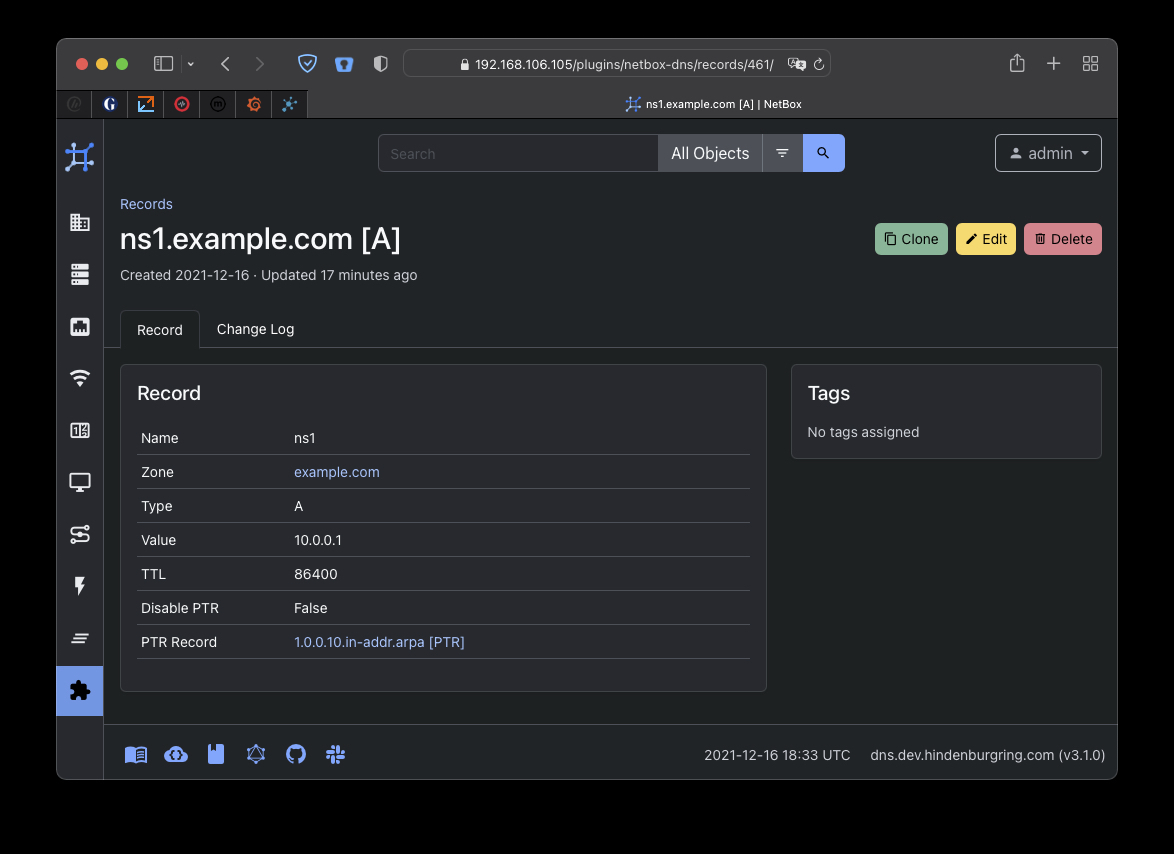 192.168.106.105/plugins/netbox-dns/records/461/
ns1.example.com [A] | NetBox
Search
All Objects
admin
Records
ns1.example.com [A]
Clone
Edit
Delete
Created 2021-12-16 · Updated 17 minutes ago
Record
Change Log
Record
Name ns1
Zone example.com
Type A
Value 10.0.0.1
TTL 86400
Disable PTR False
PTR Record 1.0.0.10.in-addr.arpa [PTR]
Tags
No tags assigned
2021-12-16 18:33 UTC
dns.dev.hindenburgring.com (v3.1.0)